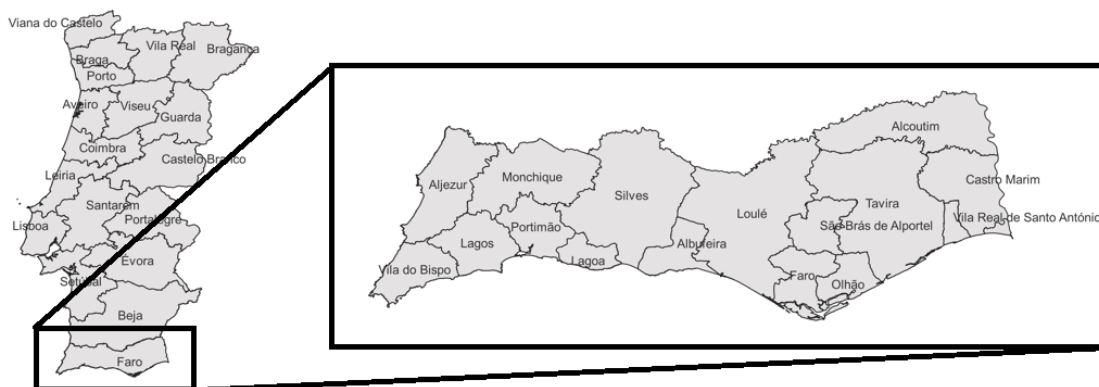 Viana do Castelo
Vila Real
Bragança
Braga
Porto
Aveiro
Viseu
Guarda
Coimbra
Castelo Branco
Leiria
Santarém
Portalegre
Lisboa
Évora
Setúbal
Beja
Faro
Alcoutim
Aljezur
Monchique
Castro Marim
Silves
Tavira
Loulé
Vila Real de Santo António
São Brás de Alportel
Portimão
Lagos
Albufeira
Lagoa
Vila do Bispo
Faro
Olhão